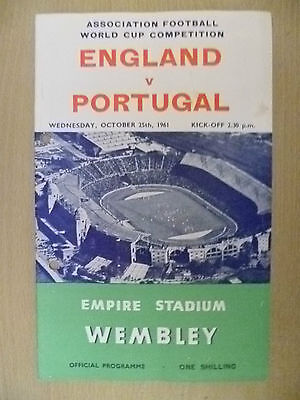 ASSOCIATION FOOTBALL
WORLD CUP COMPETITION
ENGLAND
V
PORTUGAL
WEDNESDAY, OCTOBER 25th, 1961 KICK-OFF 2.30 p.m.
EMPIRE STADIUM
WEMBLEY
OFFICIAL PROGRAMME · ONE SHILLING